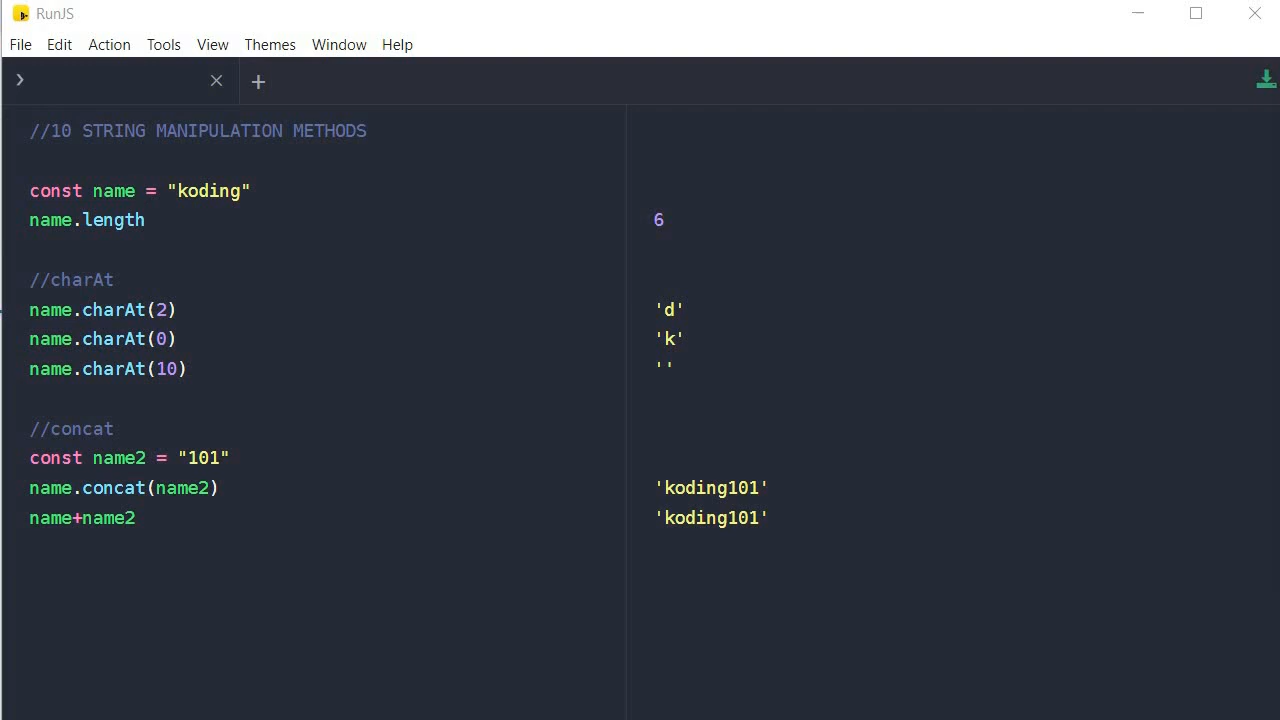 RunJS
File Edit Action Tools View Themes Window Help
//10 STRING MANIPULATION METHODS
const name = "koding"
name.length 6
//charAt
name.charAt(2) 'd'
name.charAt(0) 'k'
name.charAt(10) ''
//concat
const name2 = "101"
name.concat(name2) 'koding101'
name+name2 'koding101'